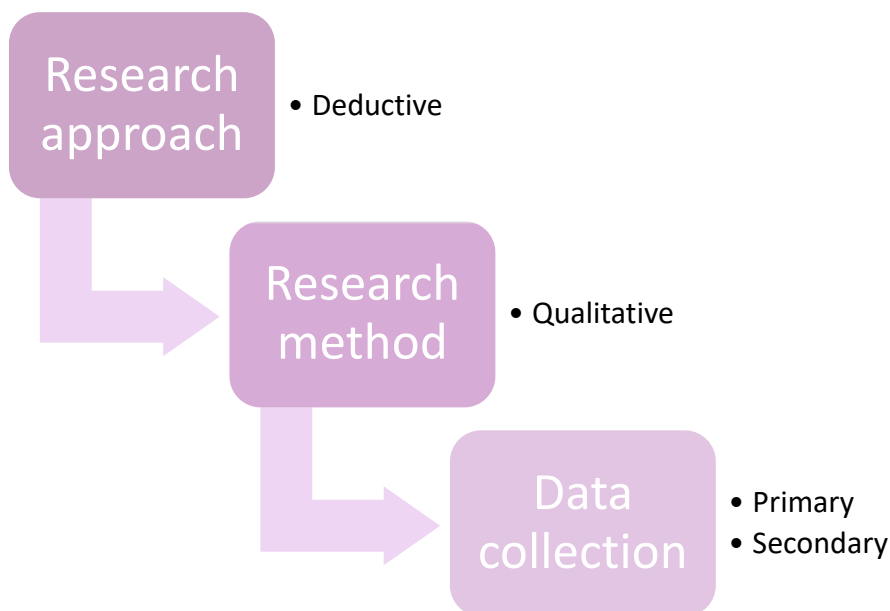 Research
approach
• Deductive
Research
method
• Qualitative
Data
collection
• Primary
• Secondary